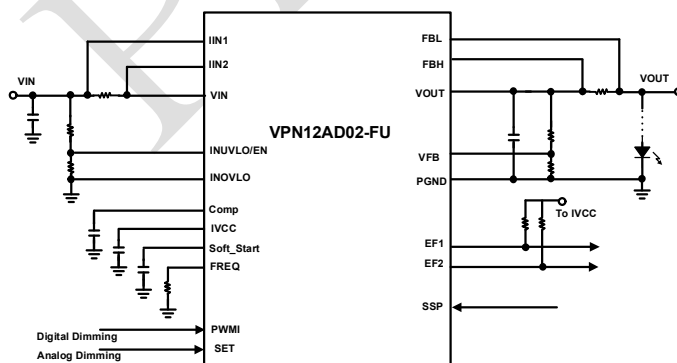 IIN1
IIN2
VIN
VIN
INUVLO/EN
INOVLO
Comp
IVCC
Soft_Start
FREQ
PWMI
Digital Dimming
SET
Analog Dimming
VPN12AD02-FU
FBL
FBH
VOUT
VOUT
VFB
PGND
To IVCC
EF1
EF2
SSP